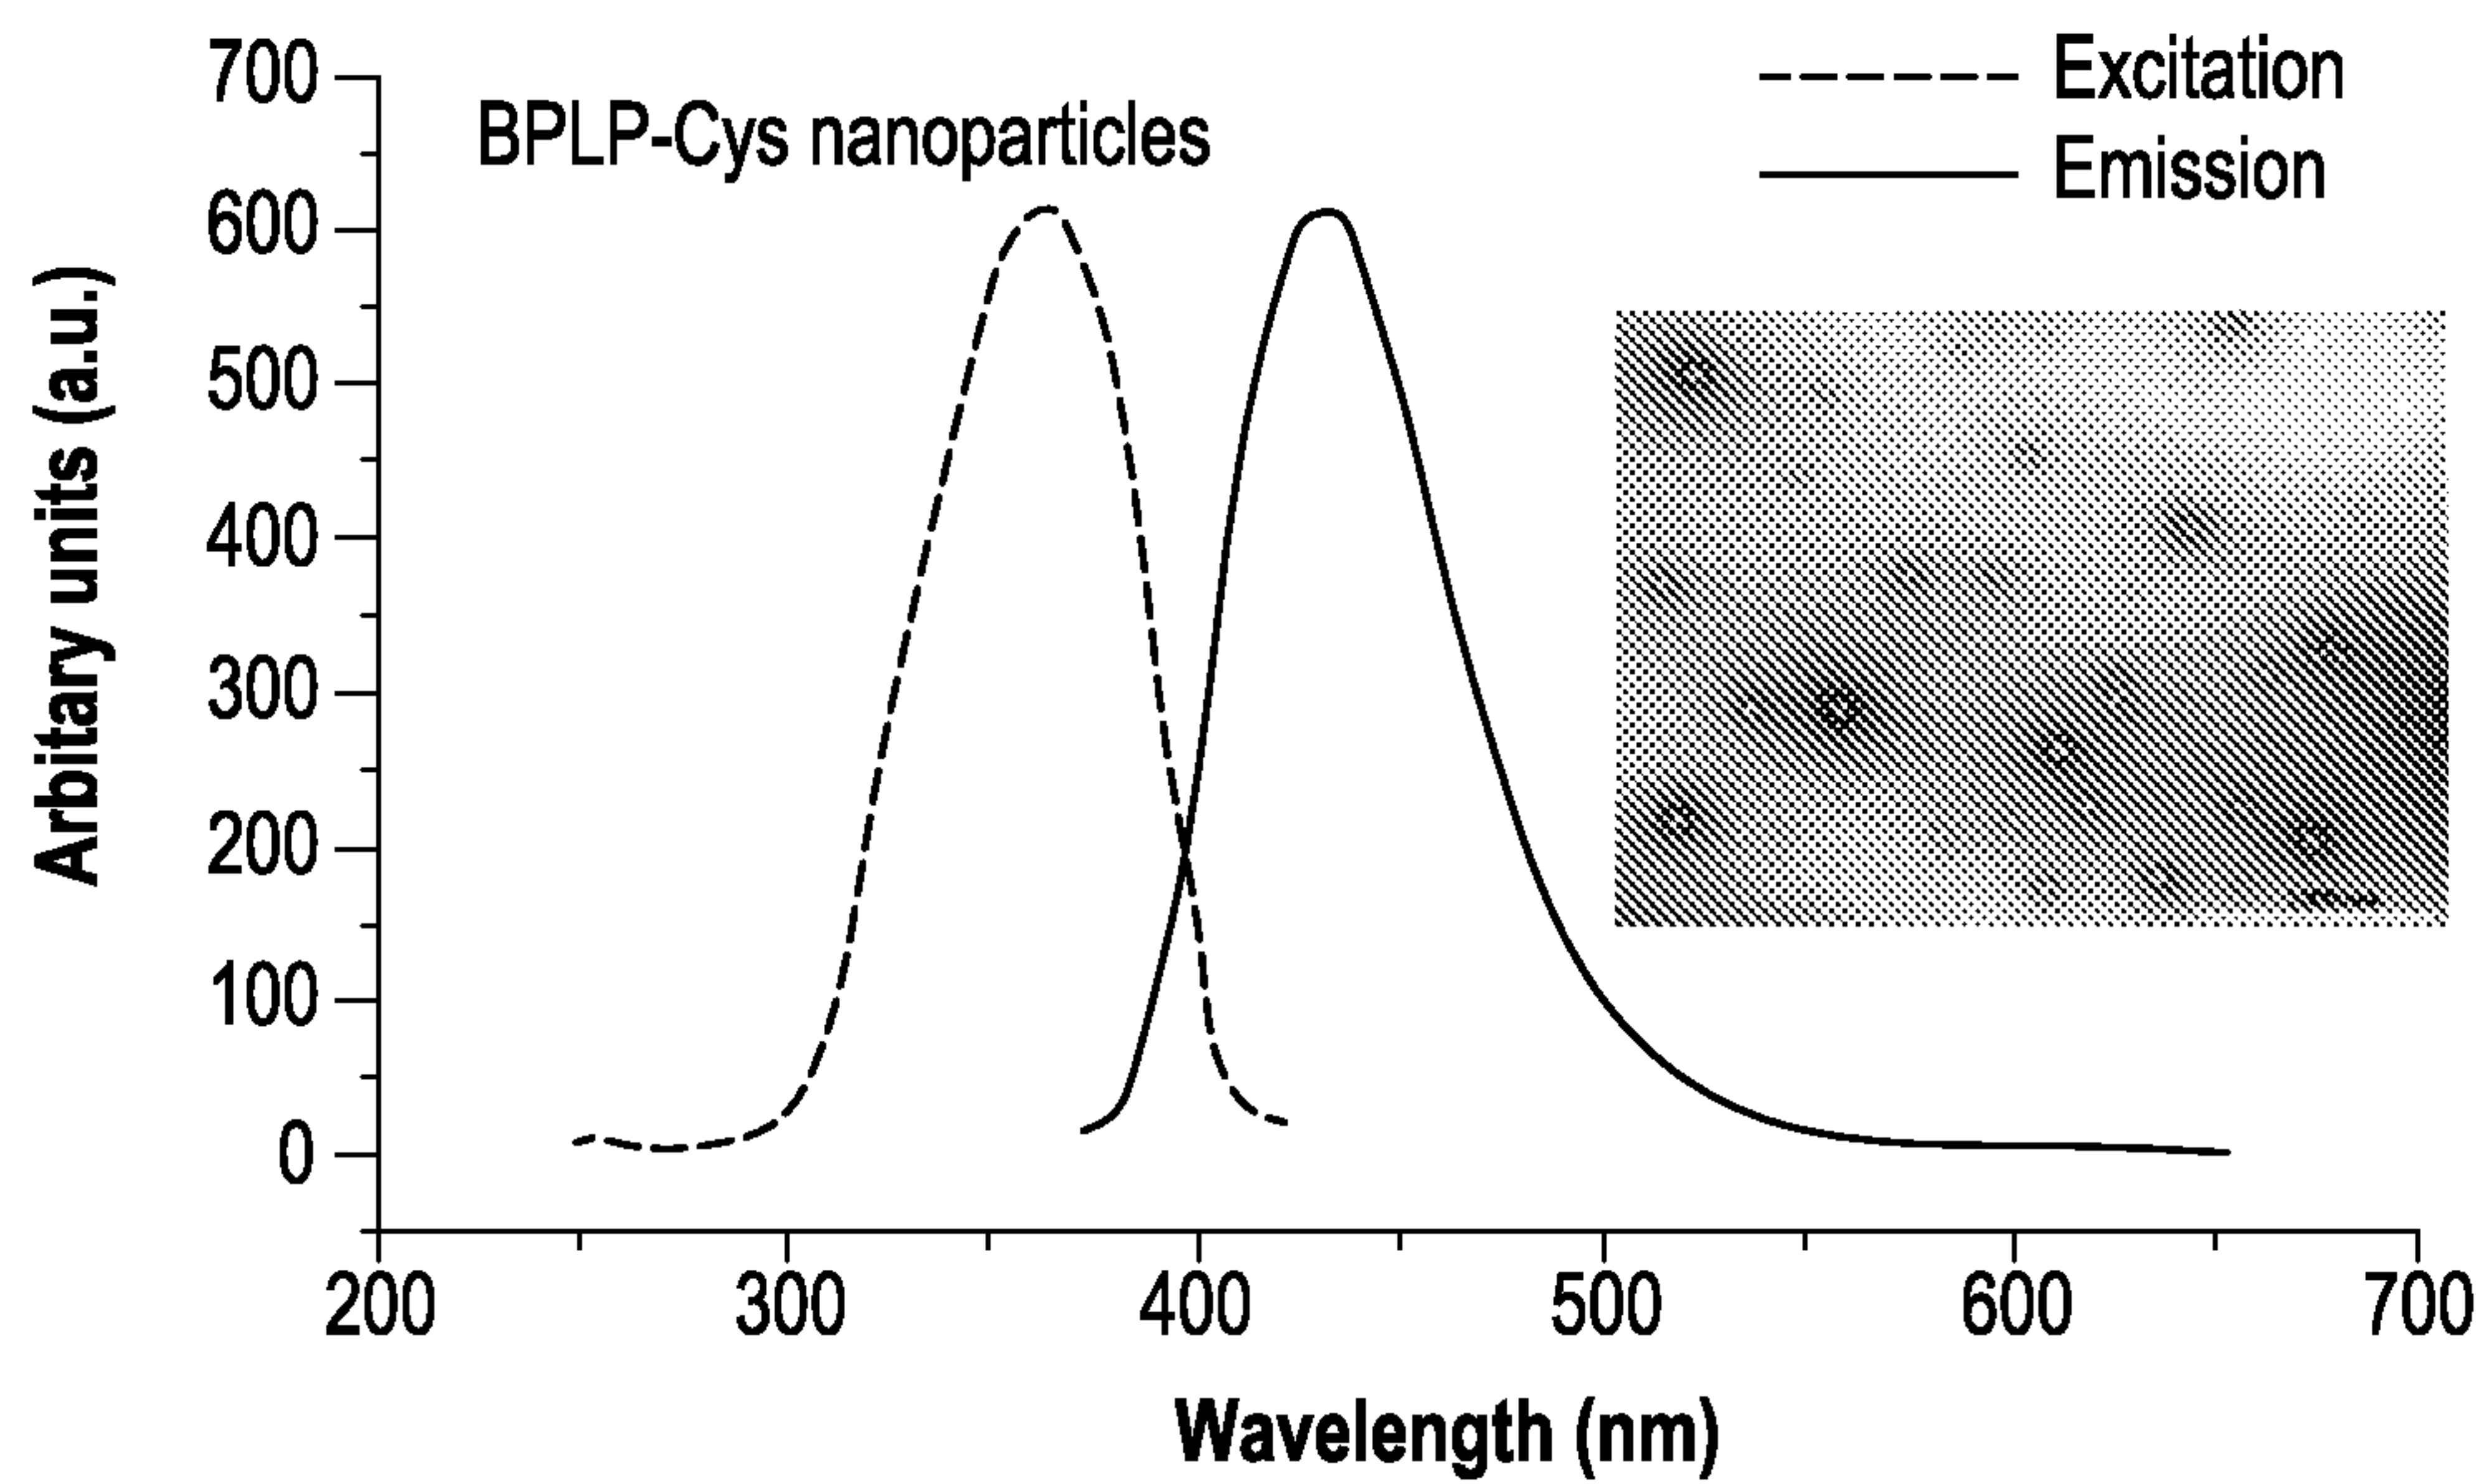 BPLP-Cys nanoparticles
Excitation
Emission
Arbitary units (a.u.)
700
600
500
400
300
200
100
0
200
300
400
500
600
700
Wavelength (nm)